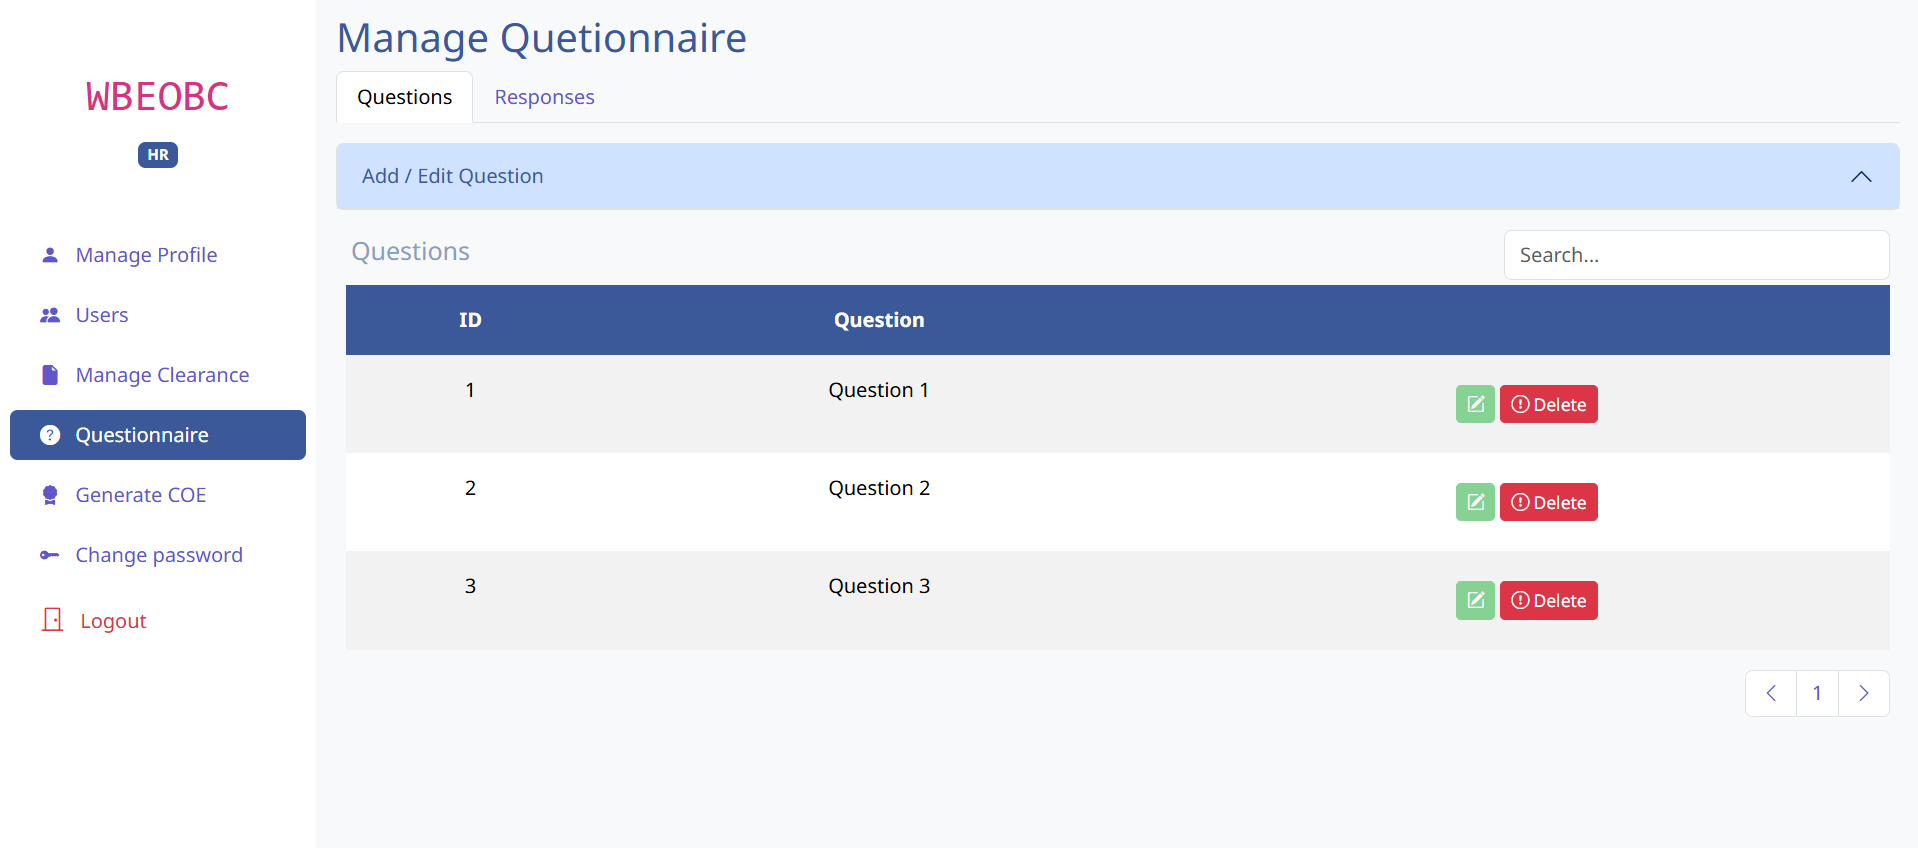 WBEOBC
HR
Manage Profile
Users
Manage Clearance
Questionnaire
Generate COE
Change password
Logout
Manage Quetionnaire
Questions
Responses
Add / Edit Question
Questions
Search...
ID Question
1 Question 1 Delete
2 Question 2 Delete
3 Question 3 Delete
1